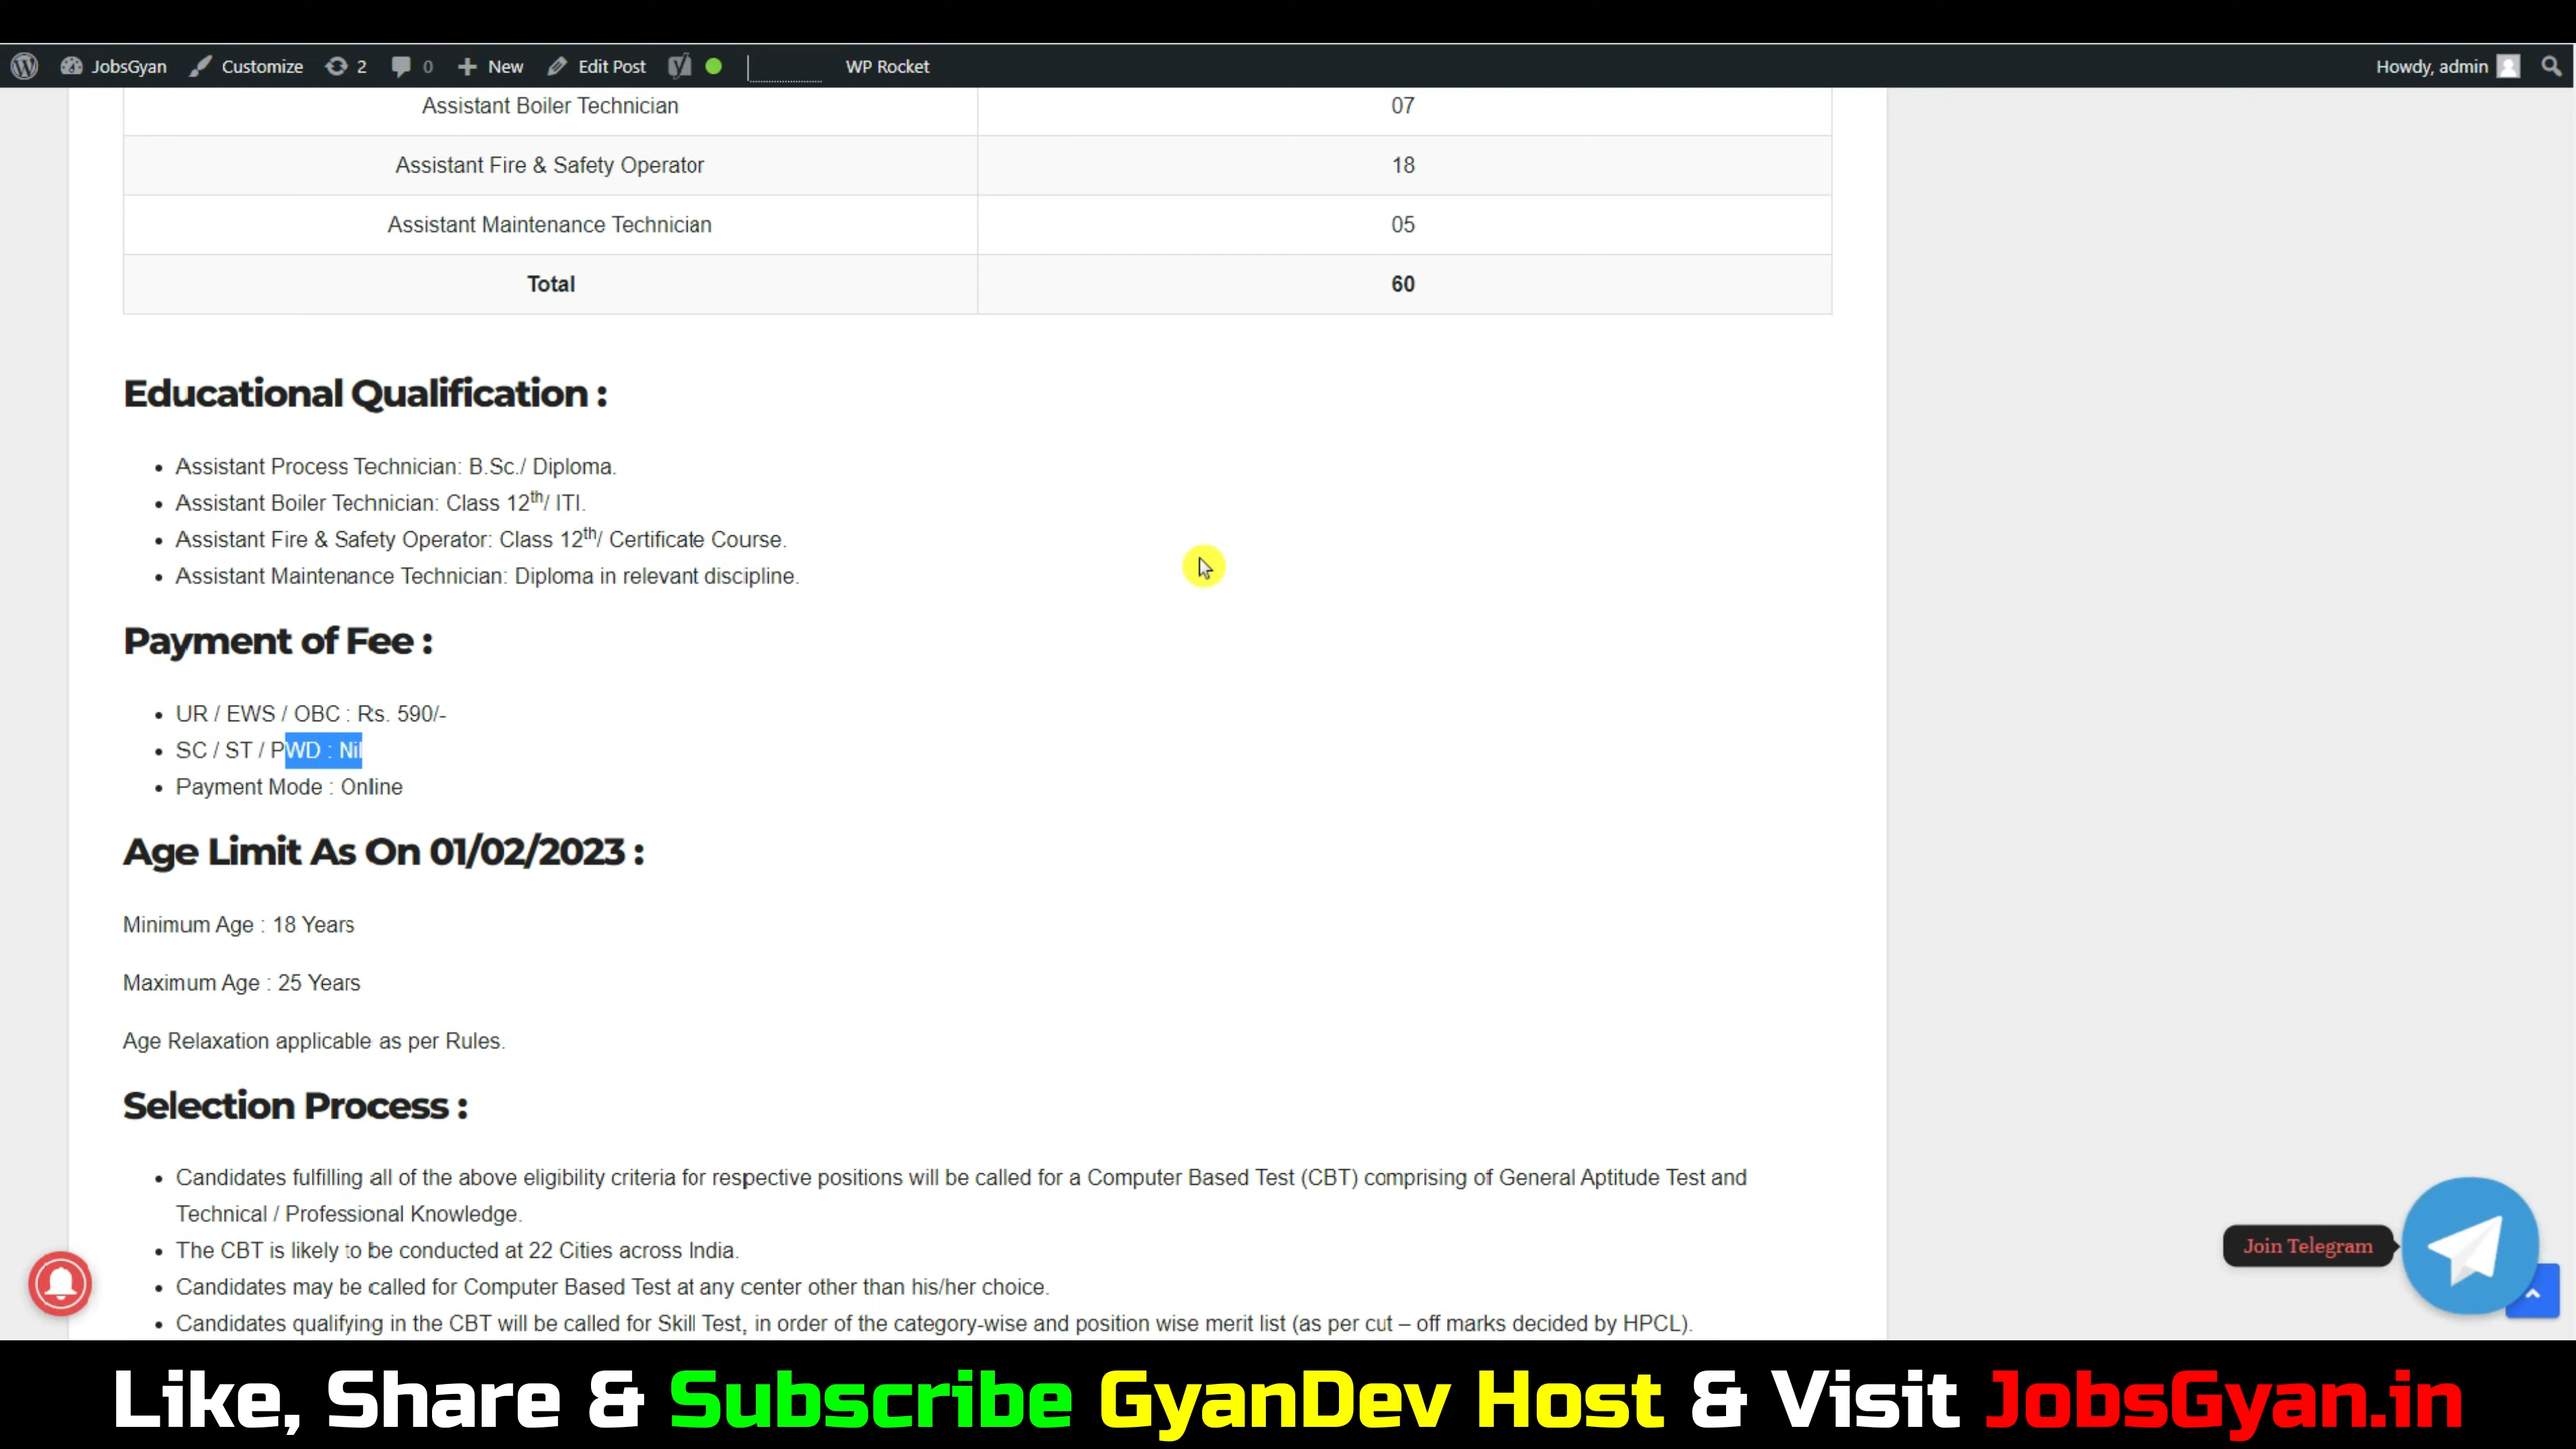 JobsGyan Customize 2 0 New Edit Post WP Rocket Howdy, admin
Assistant Boiler Technician 07
Assistant Fire & Safety Operator 18
Assistant Maintenance Technician 05
Total 60
Educational Qualification :
Assistant Process Technician: B.Sc./ Diploma.
Assistant Boiler Technician: Class 12th/ ITI.
Assistant Fire & Safety Operator: Class 12th/ Certificate Course.
Assistant Maintenance Technician: Diploma in relevant discipline.
Payment of Fee :
UR / EWS / OBC : Rs. 590/-
SC / ST / PWD : Nil
Payment Mode : Online
Age Limit As On 01/02/2023 :
Minimum Age : 18 Years
Maximum Age : 25 Years
Age Relaxation applicable as per Rules.
Selection Process :
Candidates fulfilling all of the above eligibility criteria for respective positions will be called for a Computer Based Test (CBT) comprising of General Aptitude Test and
Technical / Professional Knowledge.
The CBT is likely to be conducted at 22 Cities across India.
Join Telegram
Candidates may be called for Computer Based Test at any center other than his/her choice.
Candidates qualifying in the CBT will be called for Skill Test, in order of the category-wise and position wise merit list (as per cut – off marks decided by HPCL).
Like, Share & Subscribe GyanDev Host & Visit JobsGyan.in